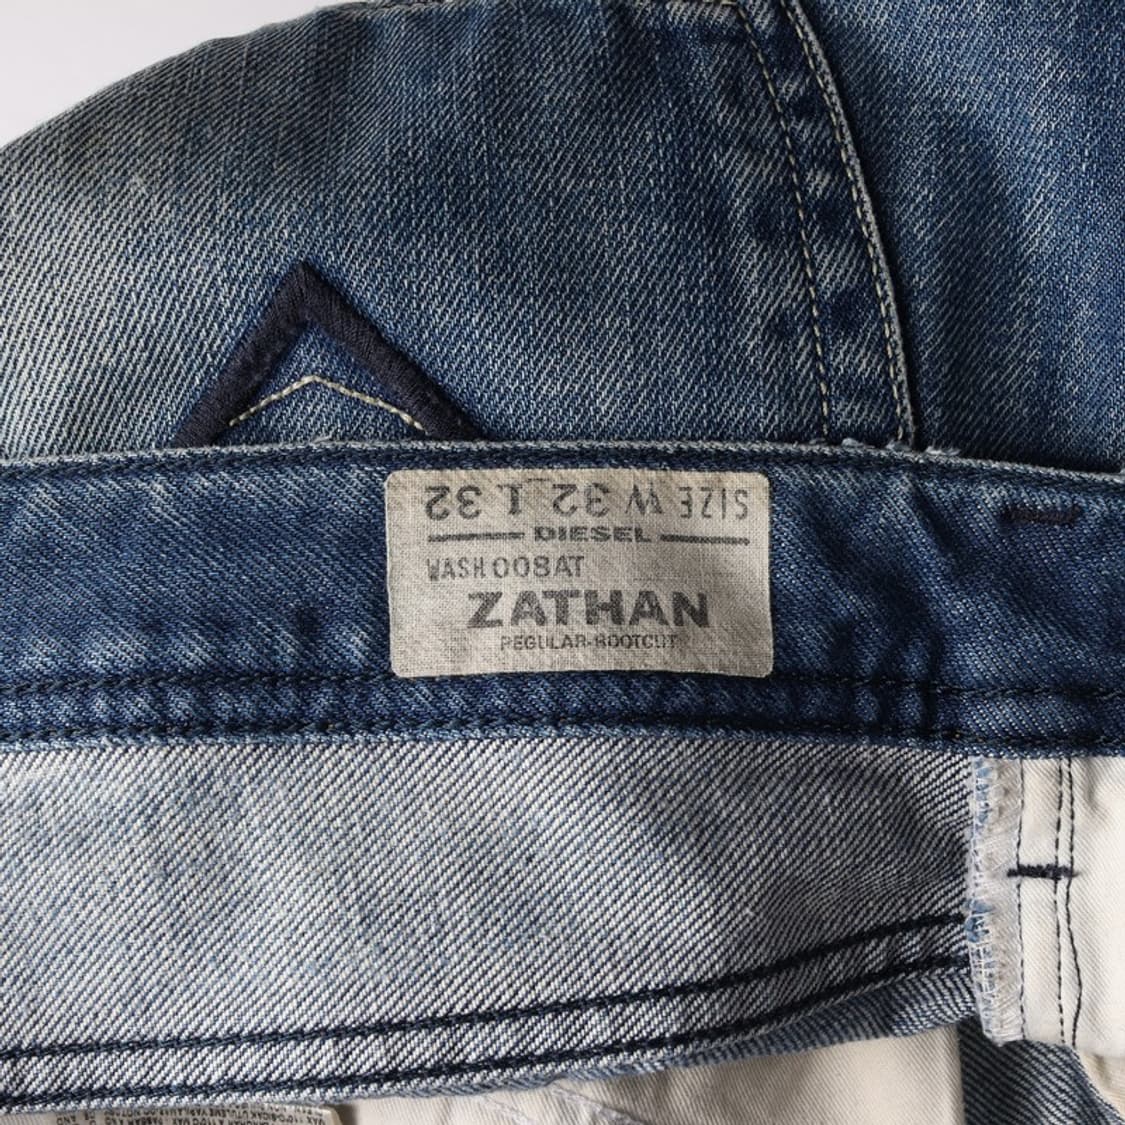 SIZE W 32 L 32
DIESEL
WASH 008AT
ZATHAN
REGULAR-BOOTCUT